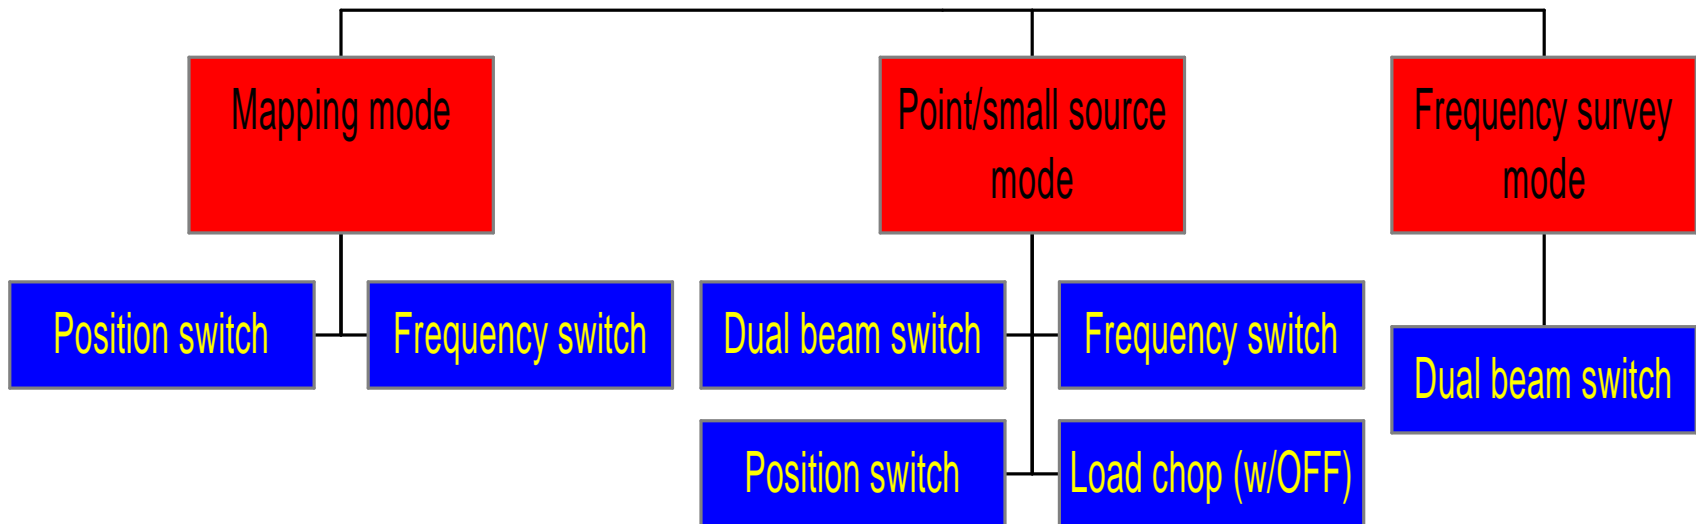 Mapping mode
Point/small source
mode
Frequency survey
mode
Position switch
Frequency switch
Dual beam switch
Frequency switch
Dual beam switch
Position switch
Load chop (w/OFF)